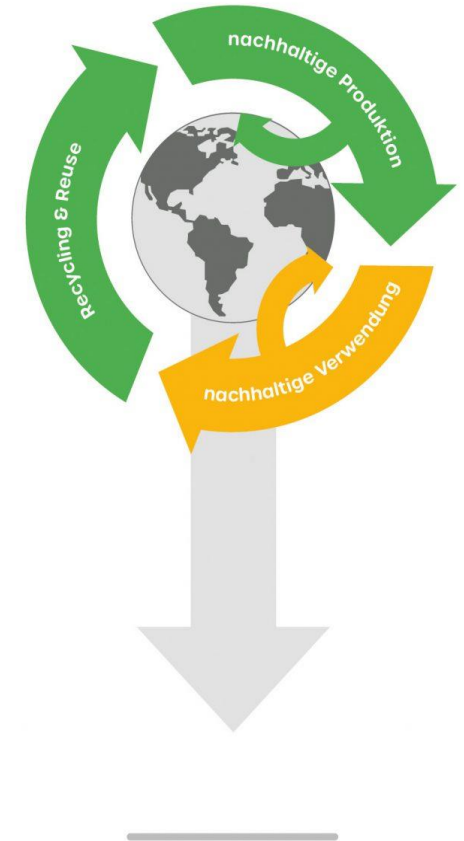 nachhaltige Produktion
nachhaltige Verwendung
Recycling & Reuse